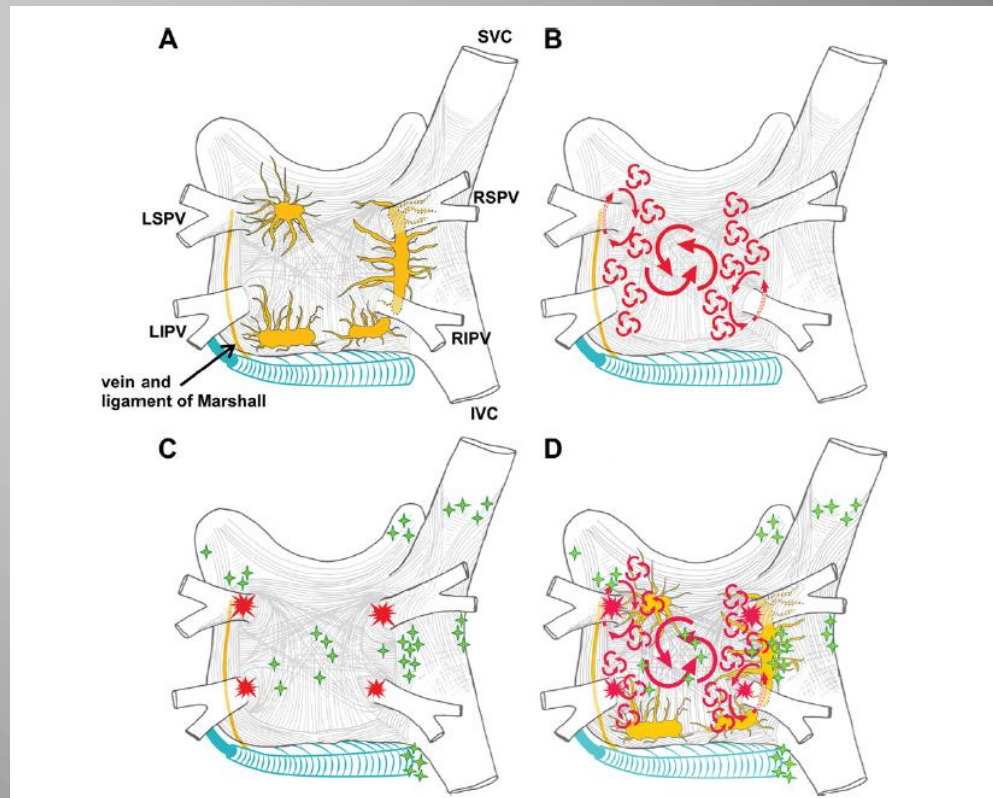 A
SVC
B
RSPV
LSPV
LIPV
RIPV
vein and
ligament of Marshall
IVC
C
D